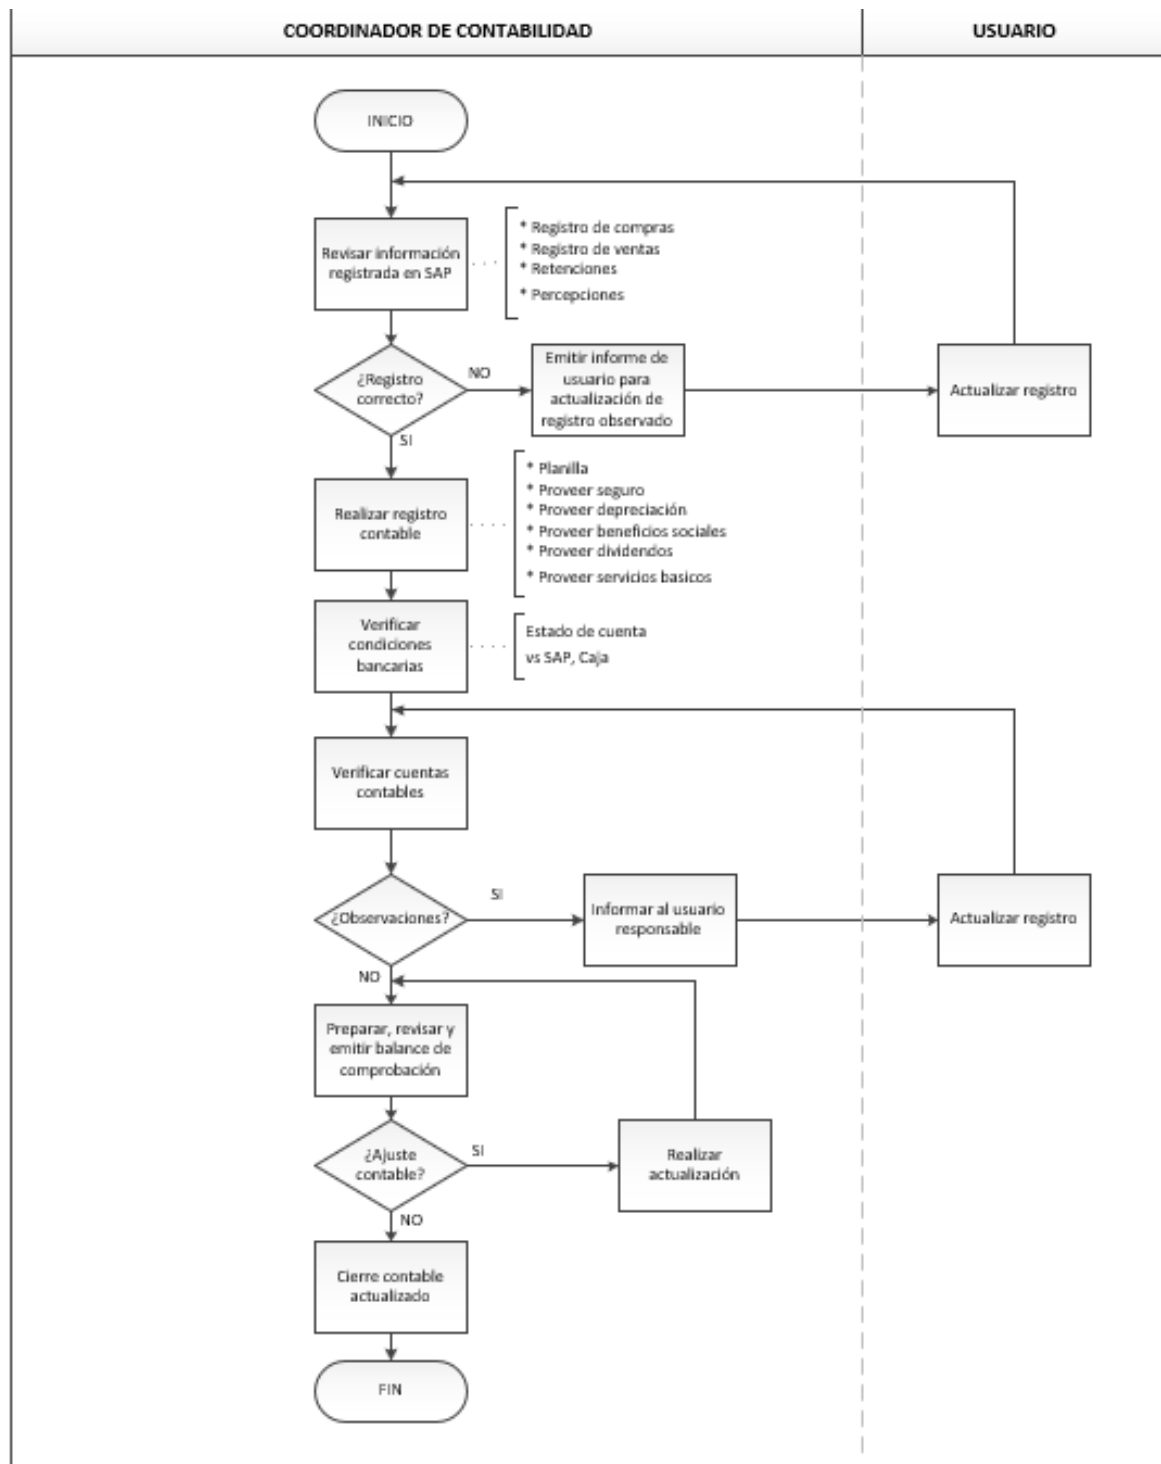 COORDINADOR DE CONTABILIDAD
USUARIO
INICIO
Revisar información
registrada en SAP
* Registro de compras
* Registro de ventas
* Retenciones
* Percepciones
¿Registro
correcto?
NO
Emitir informe de
usuario para
actualización de
registro observado
Actualizar registro
SI
Realizar registro
contable
* Planilla
* Proveer seguro
* Proveer depreciación
* Proveer beneficios sociales
* Proveer dividendos
* Proveer servicios basicos
Verificar
condiciones
bancarias
Estado de cuenta
vs SAP, Caja
Verificar cuentas
contables
¿Observaciones?
SI
Informar al usuario
responsable
Actualizar registro
NO
Preparar, revisar y
emitir balance de
comprobación
¿Ajuste
contable?
SI
Realizar
actualización
NO
Cierre contable
actualizado
FIN